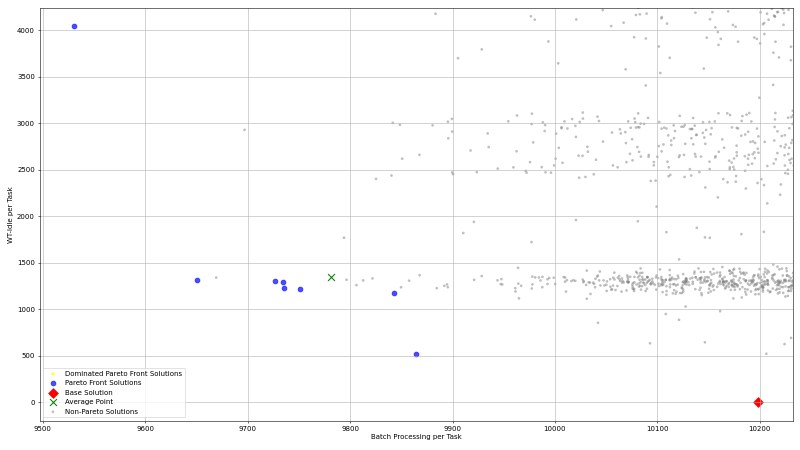 4000
3500
3000
2500
2000
1500
1000
500
0
WT-Idle per Task
Dominated Pareto Front Solutions
Pareto Front Solutions
Base Solution
Average Point
Non-Pareto Solutions
9500 9600 9700 9800 9900 10000 10100 10200
Batch Processing per Task